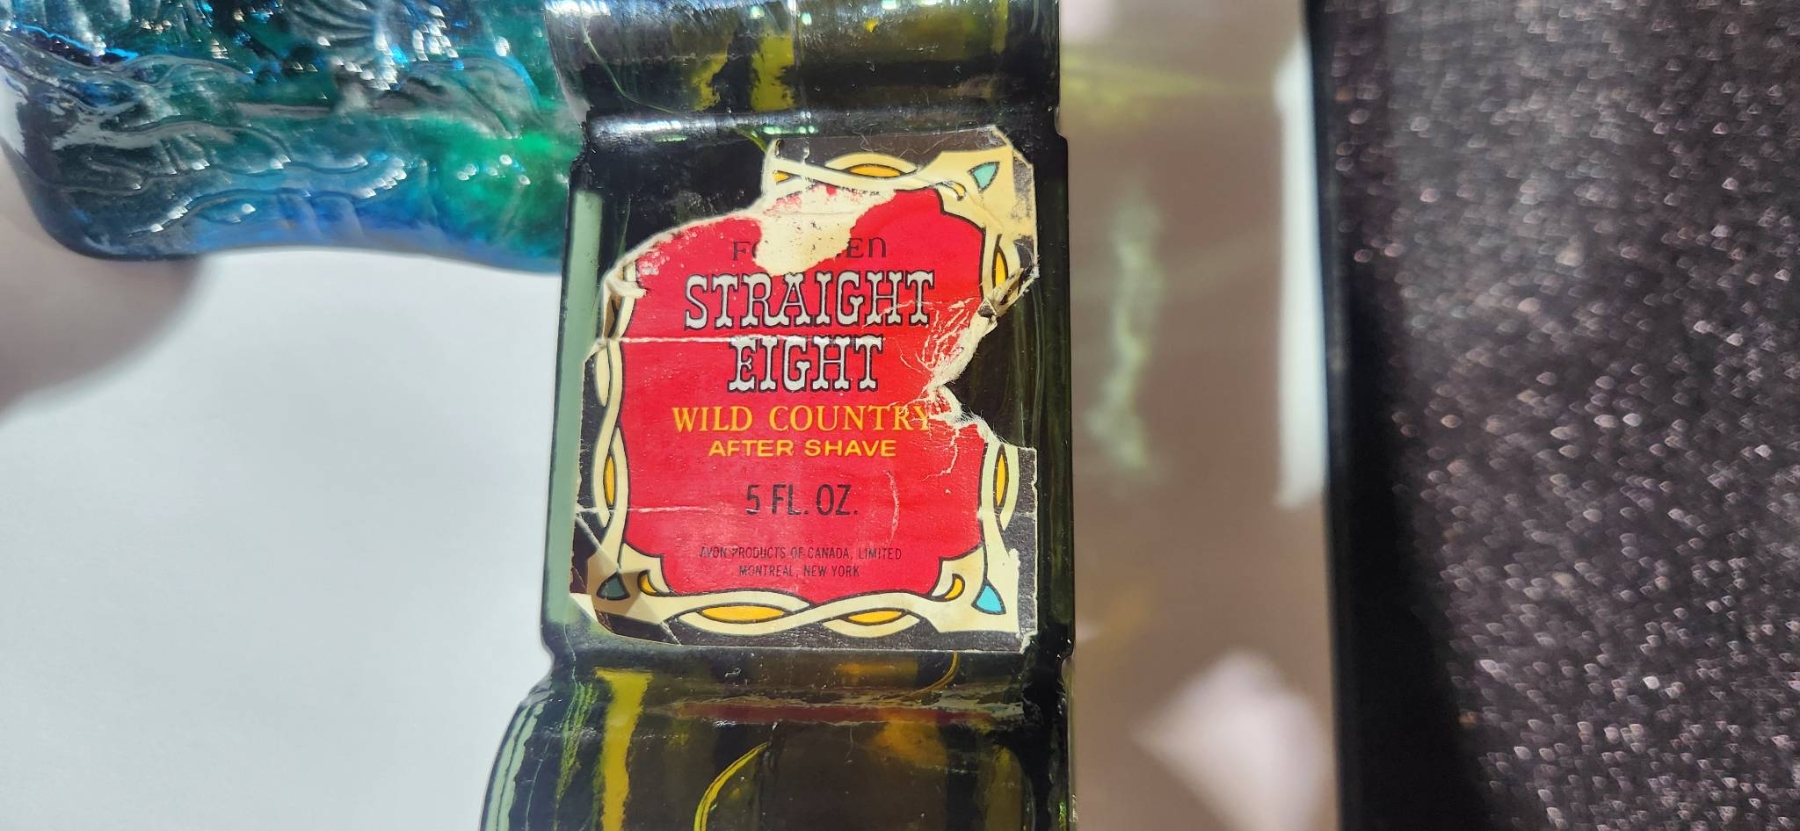 STRAIGHT
EIGHT
WILD COUNTRY
AFTER SHAVE
5 FL. OZ.
AVON PRODUCTS OF CANADA, LIMITED
MONTREAL, NEW YORK